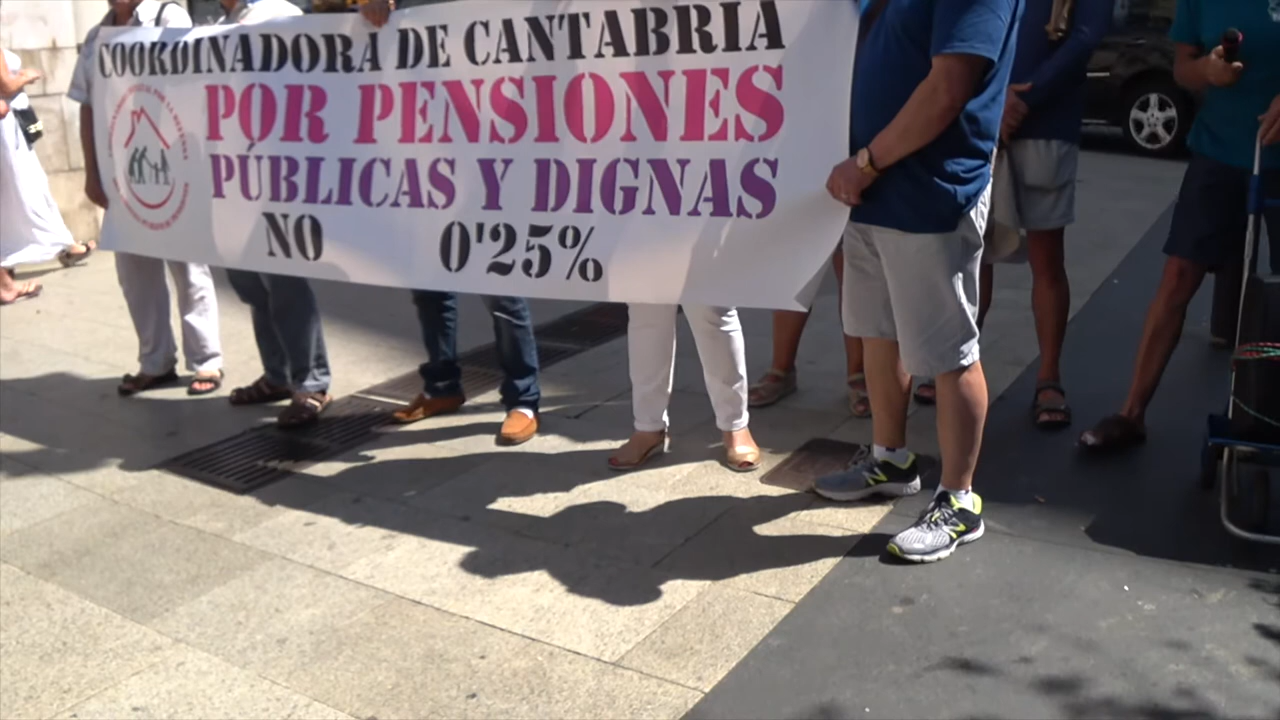 COORDINADORA DE CANTABRIA
POR PENSIONES
PÚBLICAS Y DIGNAS
NO 0'25%